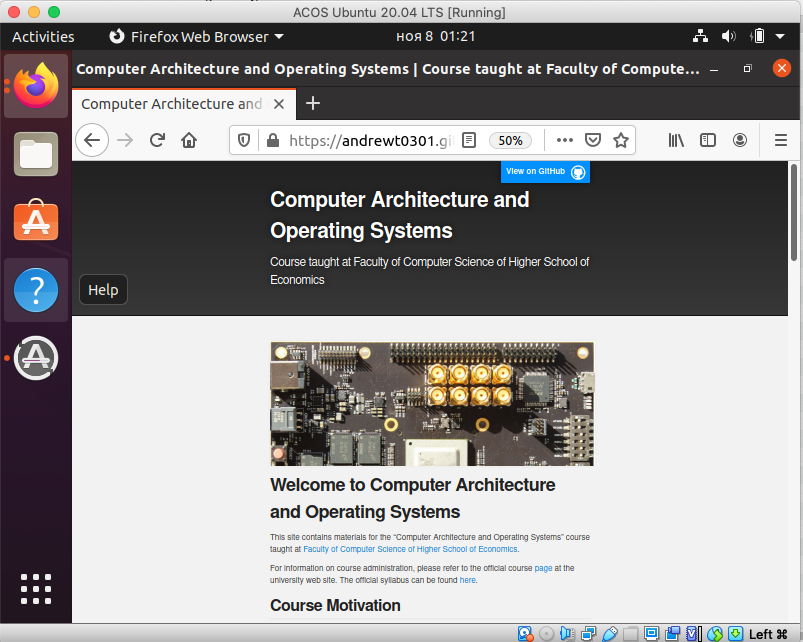 ACOS Ubuntu 20.04 LTS [Running]
Activities
Firefox Web Browser
ноя 8 01:21
Computer Architecture and Operating Systems | Course taught at Faculty of Compute...
Computer Architecture and
https://andrewt0301.gi
50%
View on GitHub
Computer Architecture and
Operating Systems
Course taught at Faculty of Computer Science of Higher School of
Economics
Help
Welcome to Computer Architecture
and Operating Systems
This site contains materials for the “Computer Architecture and Operating Systems” course
taught at Faculty of Computer Science of Higher School of Economics.
For information on course administration, please refer to the official course page at the
university web site. The official syllabus can be found here.
Course Motivation
Left ⌘